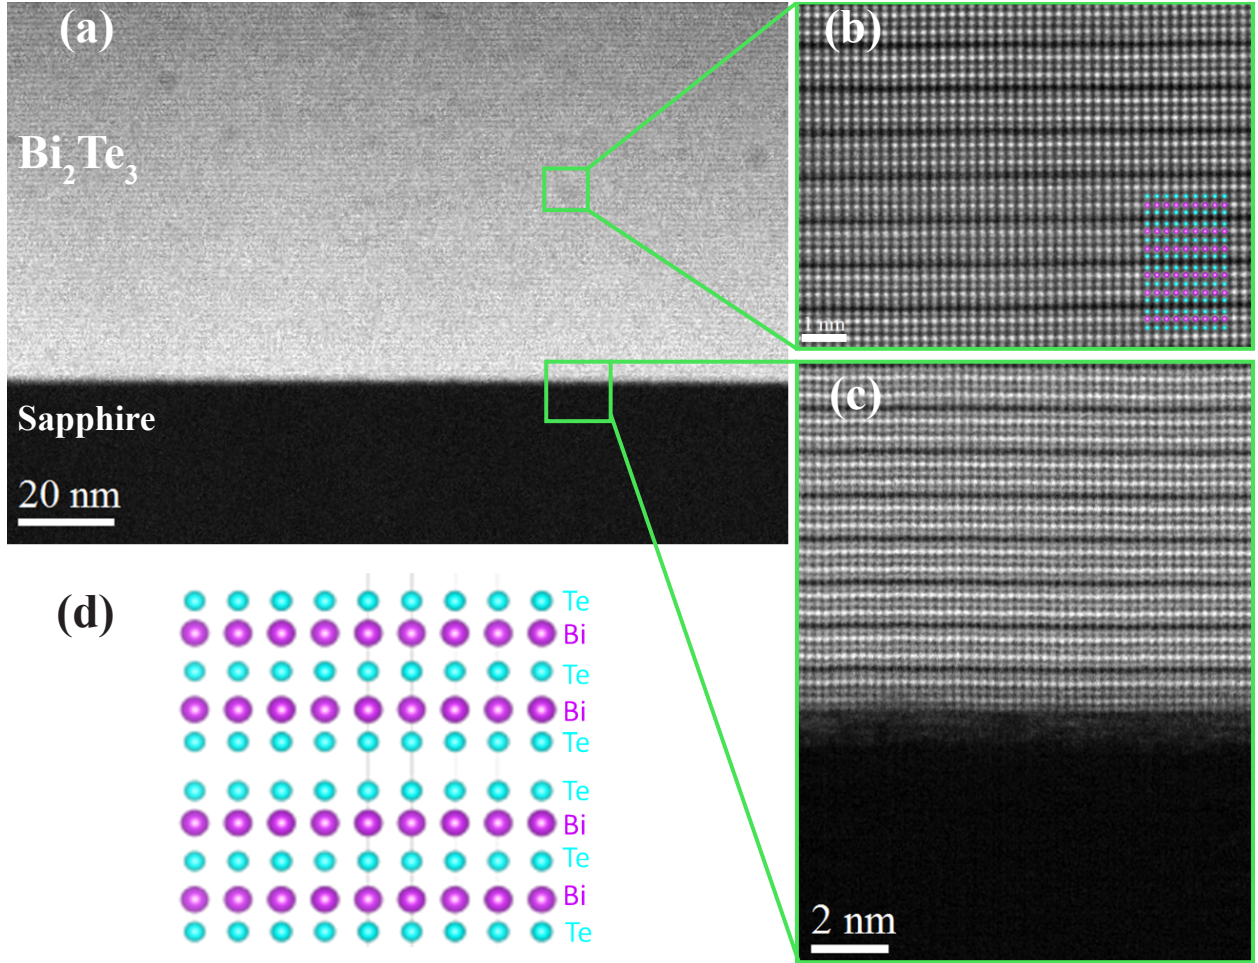 (a)
Bi₂Te₃
Sapphire
20 nm
(b)
1 nm
(c)
2 nm
(d)
Te
Bi
Te
Bi
Te
Te
Bi
Te
Bi
Te